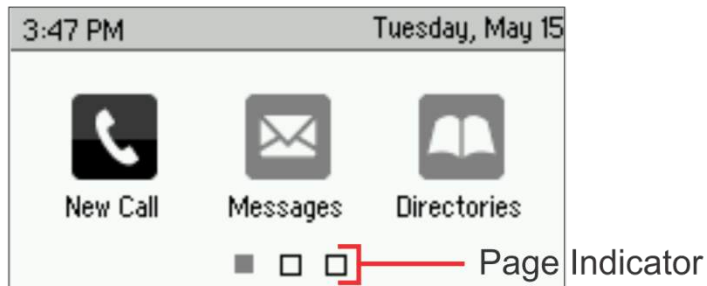 3:47 PM Tuesday, May 15
New Call Messages Directories
Page Indicator